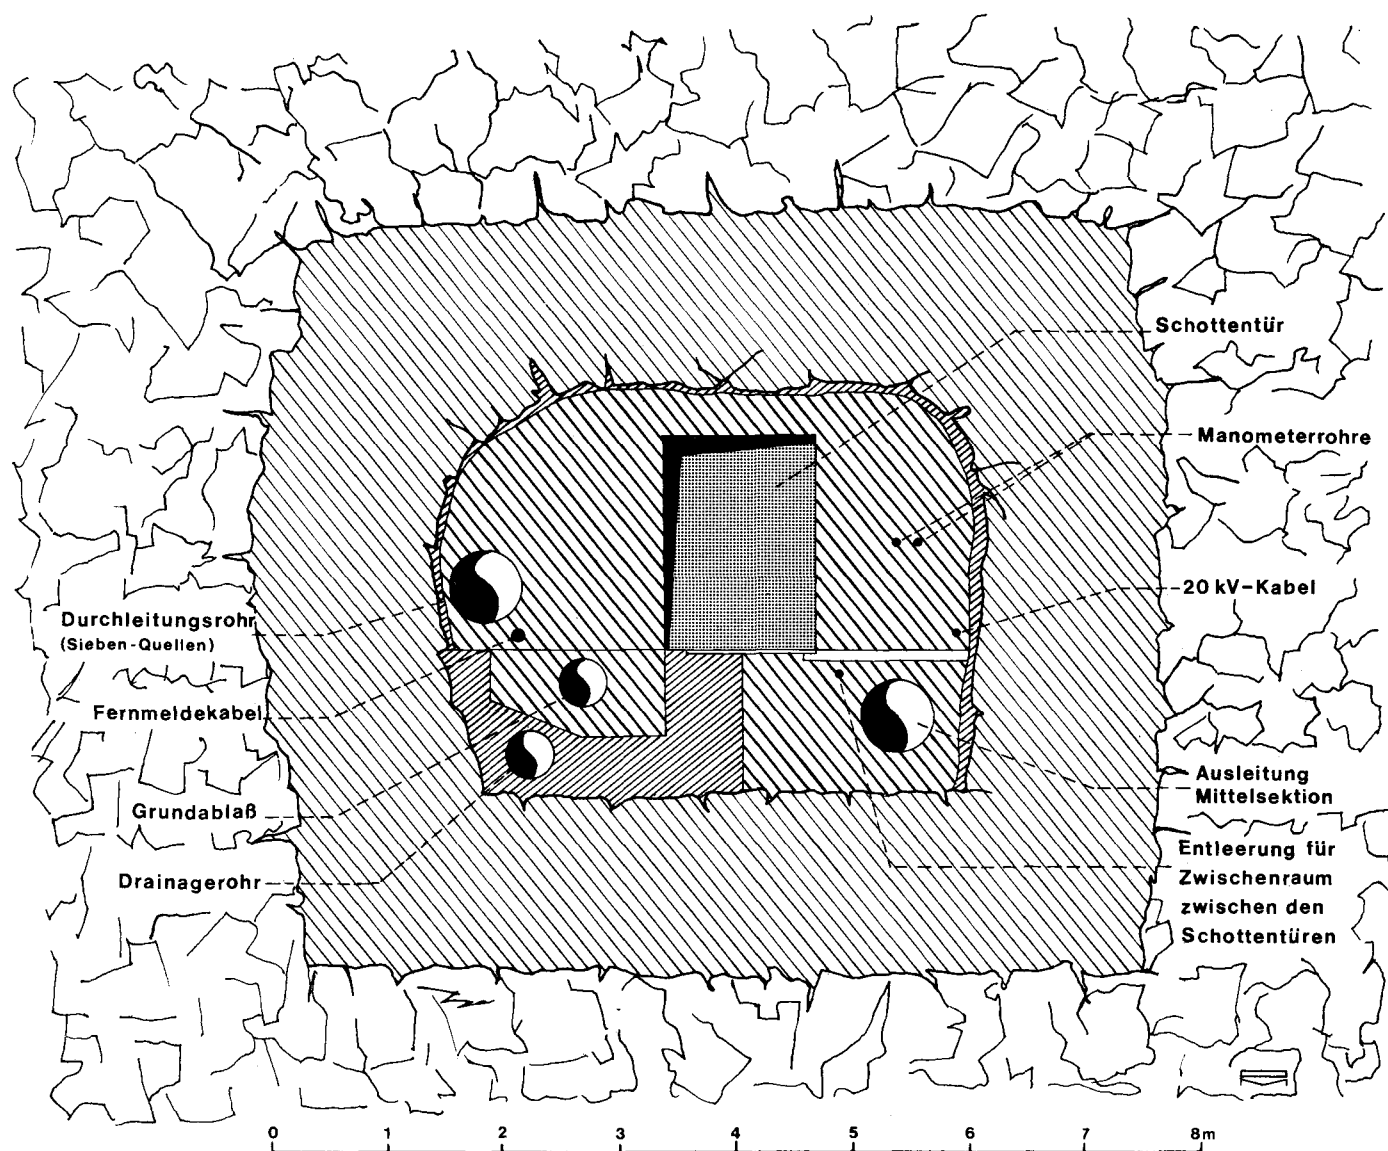 Schottentür
Manometerrohre
20 kV-Kabel
Durchleitungsrohr
(Sieben-Quellen)
Fernmeldekabel
Ausleitung
Mittelsektion
Grundablaß
Entleerung für
Zwischenraum
zwischen den
Schottentüren
Drainagerohr
0 1 2 3 4 5 6 7 8m